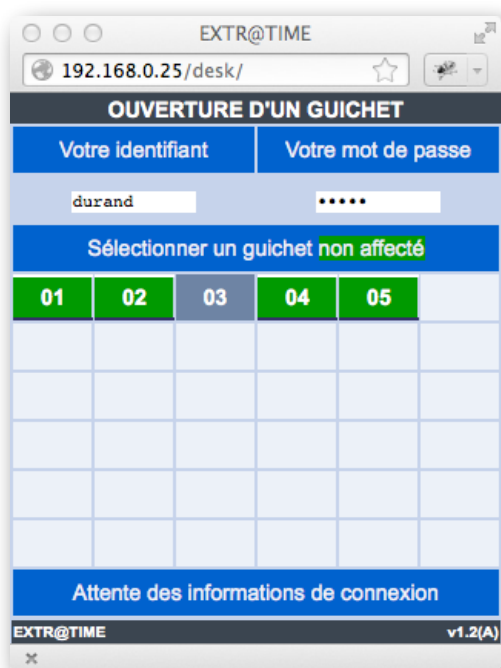 EXTR@TIME
192.168.0.25/desk/
OUVERTURE D'UN GUICHET
Votre identifiant Votre mot de passe
durand •••••
Sélectionner un guichet non affecté
01 02 03 04 05
Attente des informations de connexion
EXTR@TIME v1.2(A)